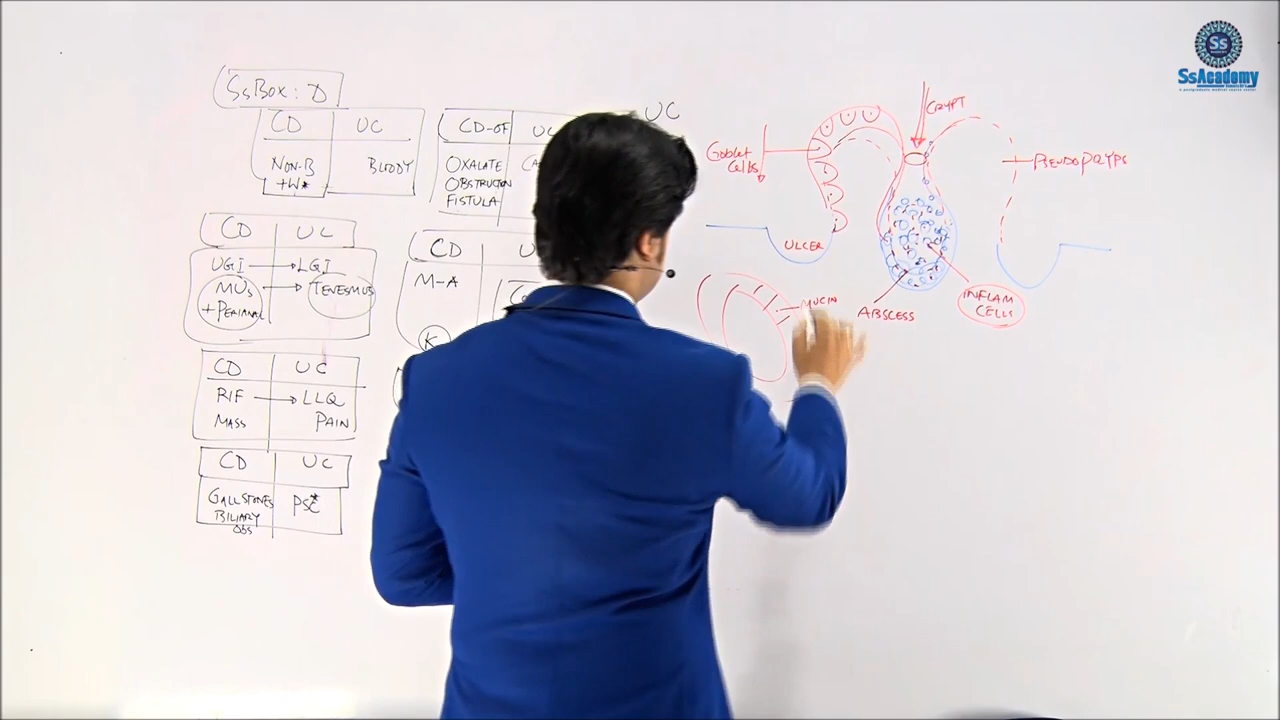 Ss
SsAcademy
SsBox: D
CD UC
NON-B BLOODY
+W*
CD UC
UGI → LGI
MUs → TENESMUS
+PERIANAL
CD UC
RIF → LLQ
MASS PAIN
CD UC
GALLSTONES PSC*
BILIARY
OBS
CD-OF UC
OXALATE
OBSTRUCTION
FISTULA
CD
M-A*
K
UC
CRYPT
Goblet
Cells
PSEUDOPOLYPS
ULCER
MUCIN
ABSCESS
INFLAM
CELLS